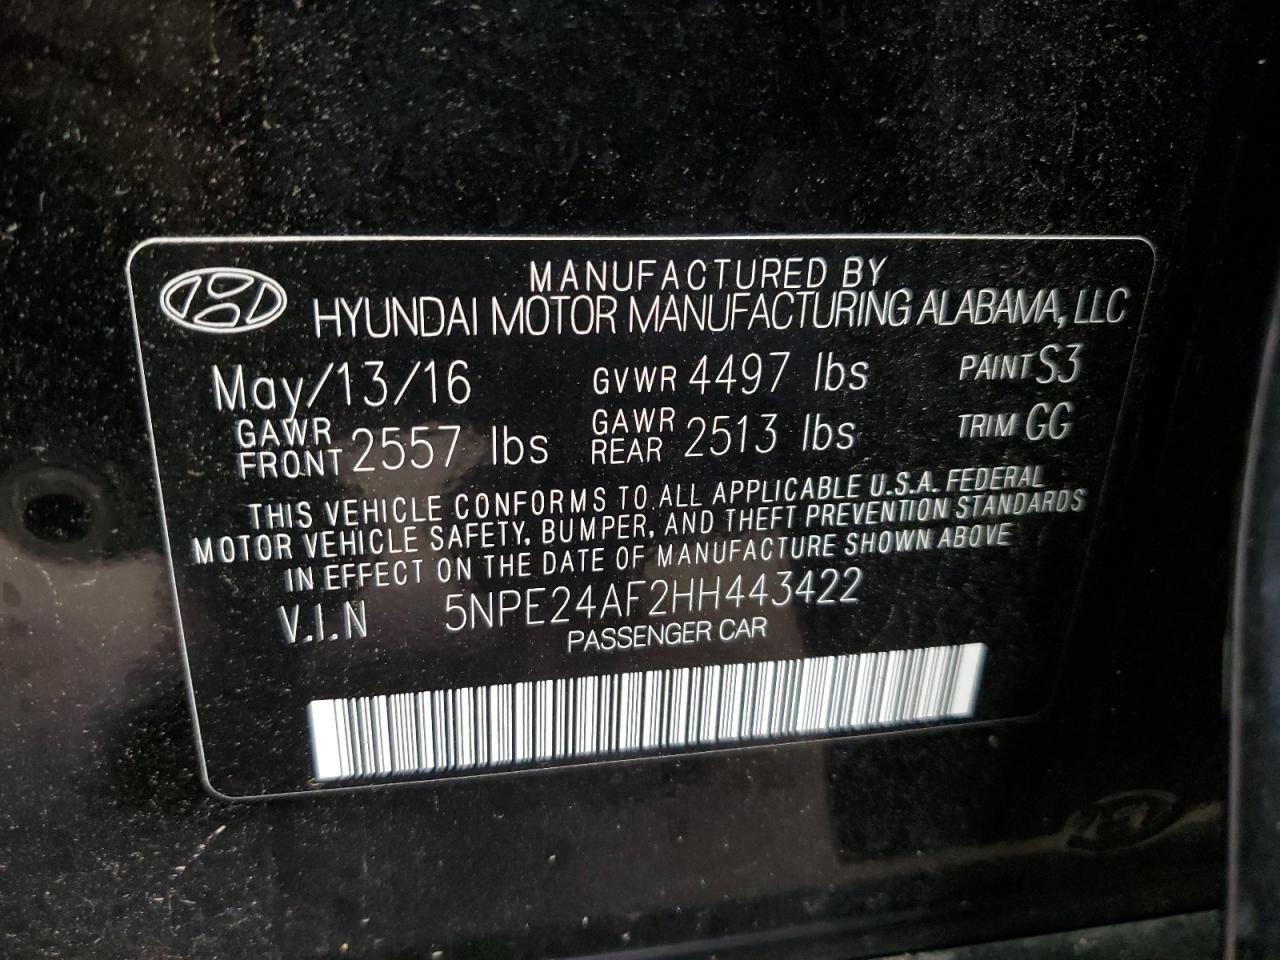 MANUFACTURED BY
HYUNDAI MOTOR MANUFACTURING ALABAMA, LLC
May/13/16 GVWR 4497 lbs PAINT S3
GAWR FRONT 2557 lbs GAWR REAR 2513 lbs TRIM GG
THIS VEHICLE CONFORMS TO ALL APPLICABLE U.S.A. FEDERAL
MOTOR VEHICLE SAFETY, BUMPER, AND THEFT PREVENTION STANDARDS
IN EFFECT ON THE DATE OF MANUFACTURE SHOWN ABOVE
V.I.N 5NPE24AF2HH443422
PASSENGER CAR